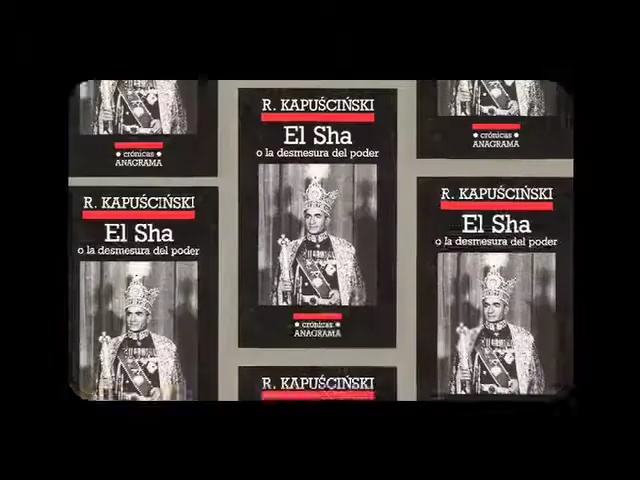 crónicas
ANAGRAMA
R. KAPUŚCIŃSKI
El Sha
o la desmesura del poder
R. KAPUŚCIŃSKI
El Sha
o la desmesura del poder
crónicas
ANAGRAMA
R. KAPUŚCIŃSKI
crónicas
ANAGRAMA
R. KAPUŚCIŃSKI
El Sha
o la desmesura del poder